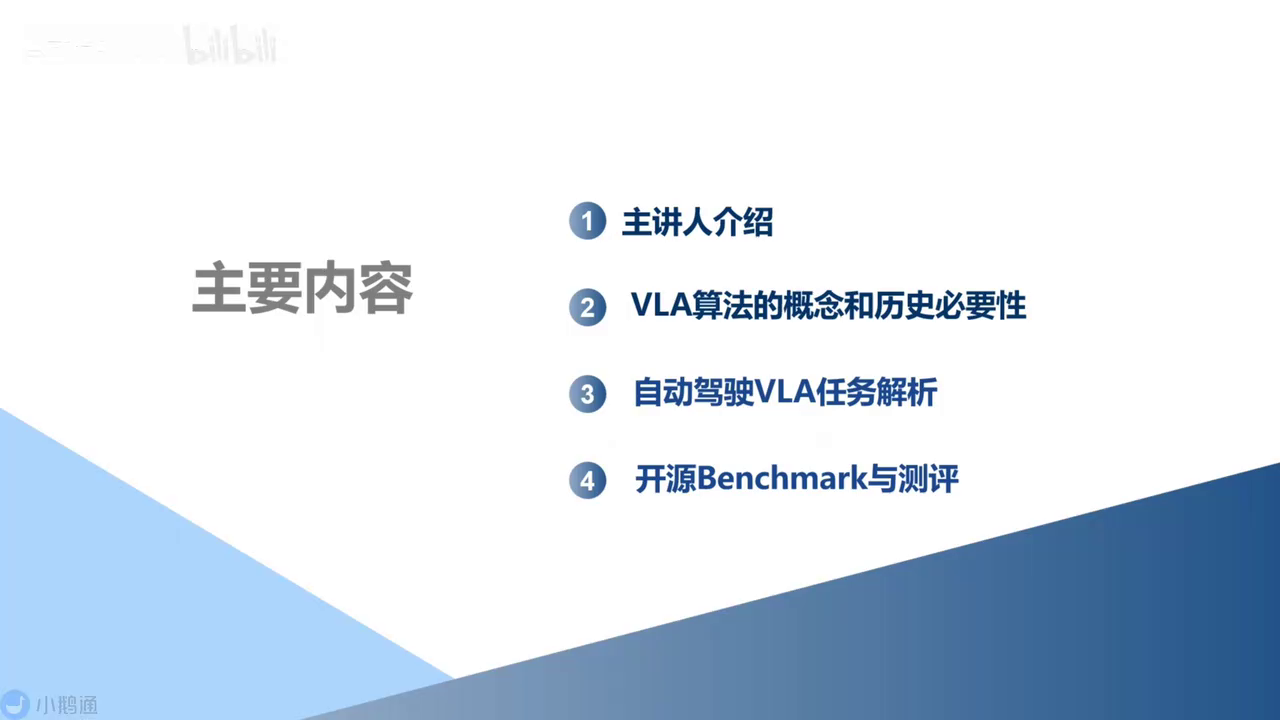 bilibili
主要内容
1 主讲人介绍
2 VLA算法的概念和历史必要性
3 自动驾驶VLA任务解析
4 开源Benchmark与测评
小鹅通